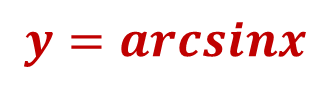 y = arcsinx